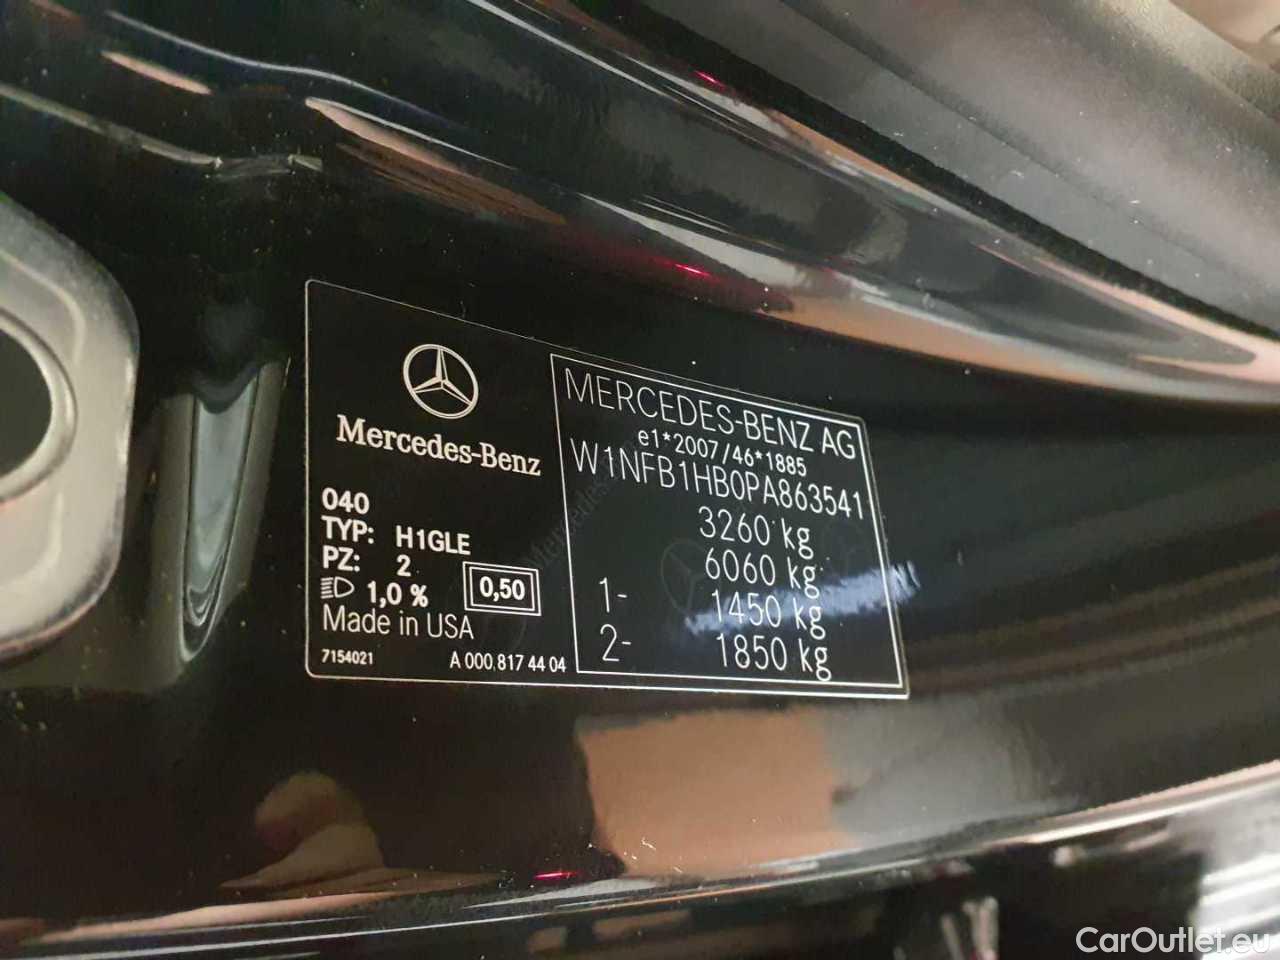 Mercedes-Benz
040
TYP: H1GLE
PZ: 2
1,0 % 0,50
Made in USA
7154021 A 000 817 44 04
MERCEDES-BENZ AG
e1*2007/46*1885
W1NFB1HB0PA863541
3260 kg
6060 kg
1- 1450 kg
2- 1850 kg
CarOutlet.eu